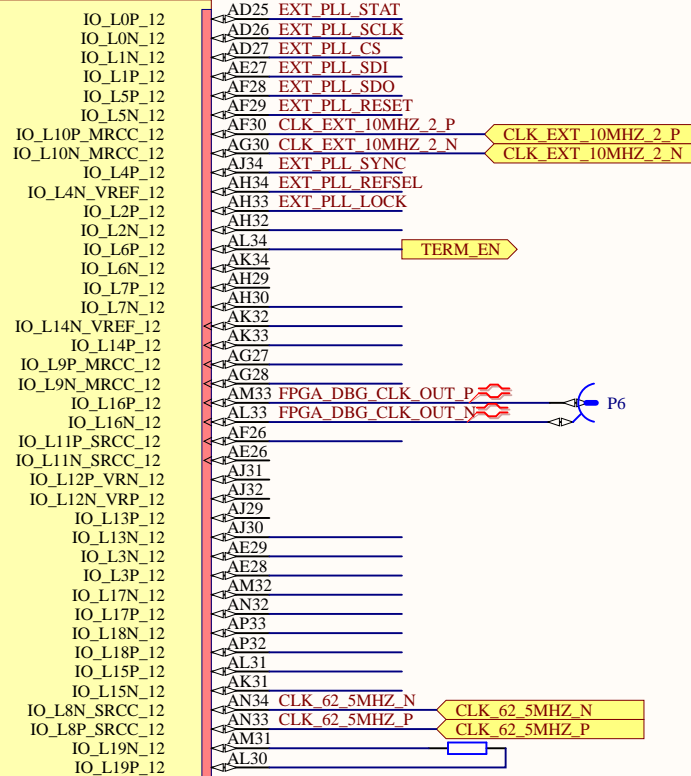 IO_L0P_12 AD25 EXT_PLL_STAT
IO_L0N_12 AD26 EXT_PLL_SCLK
IO_L1N_12 AD27 EXT_PLL_CS
IO_L1P_12 AE27 EXT_PLL_SDI
IO_L5P_12 AF28 EXT_PLL_SDO
IO_L5N_12 AF29 EXT_PLL_RESET
IO_L10P_MRCC_12 AF30 CLK_EXT_10MHZ_2_P CLK_EXT_10MHZ_2_P
IO_L10N_MRCC_12 AG30 CLK_EXT_10MHZ_2_N CLK_EXT_10MHZ_2_N
IO_L4P_12 AJ34 EXT_PLL_SYNC
IO_L4N_VREF_12 AH34 EXT_PLL_REFSEL
IO_L2P_12 AH33 EXT_PLL_LOCK
IO_L2N_12 AH32
IO_L6P_12 AL34 TERM_EN
IO_L6N_12 AK34
IO_L7P_12 AH29
IO_L7N_12 AH30
IO_L14N_VREF_12 AK32
IO_L14P_12 AK33
IO_L9P_MRCC_12 AG27
IO_L9N_MRCC_12 AG28
IO_L16P_12 AM33 FPGA_DBG_CLK_OUT_P P6
IO_L16N_12 AL33 FPGA_DBG_CLK_OUT_N
IO_L11P_SRCC_12 AF26
IO_L11N_SRCC_12 AE26
IO_L12P_VRN_12 AJ31
IO_L12N_VRP_12 AJ32
IO_L13P_12 AJ29
IO_L13N_12 AJ30
IO_L3N_12 AE29
IO_L3P_12 AE28
IO_L17N_12 AM32
IO_L17P_12 AN32
IO_L18N_12 AP33
IO_L18P_12 AP32
IO_L15P_12 AL31
IO_L15N_12 AK31
IO_L8N_SRCC_12 AN34 CLK_62_5MHZ_N CLK_62_5MHZ_N
IO_L8P_SRCC_12 AN33 CLK_62_5MHZ_P CLK_62_5MHZ_P
IO_L19N_12 AM31
IO_L19P_12 AL30